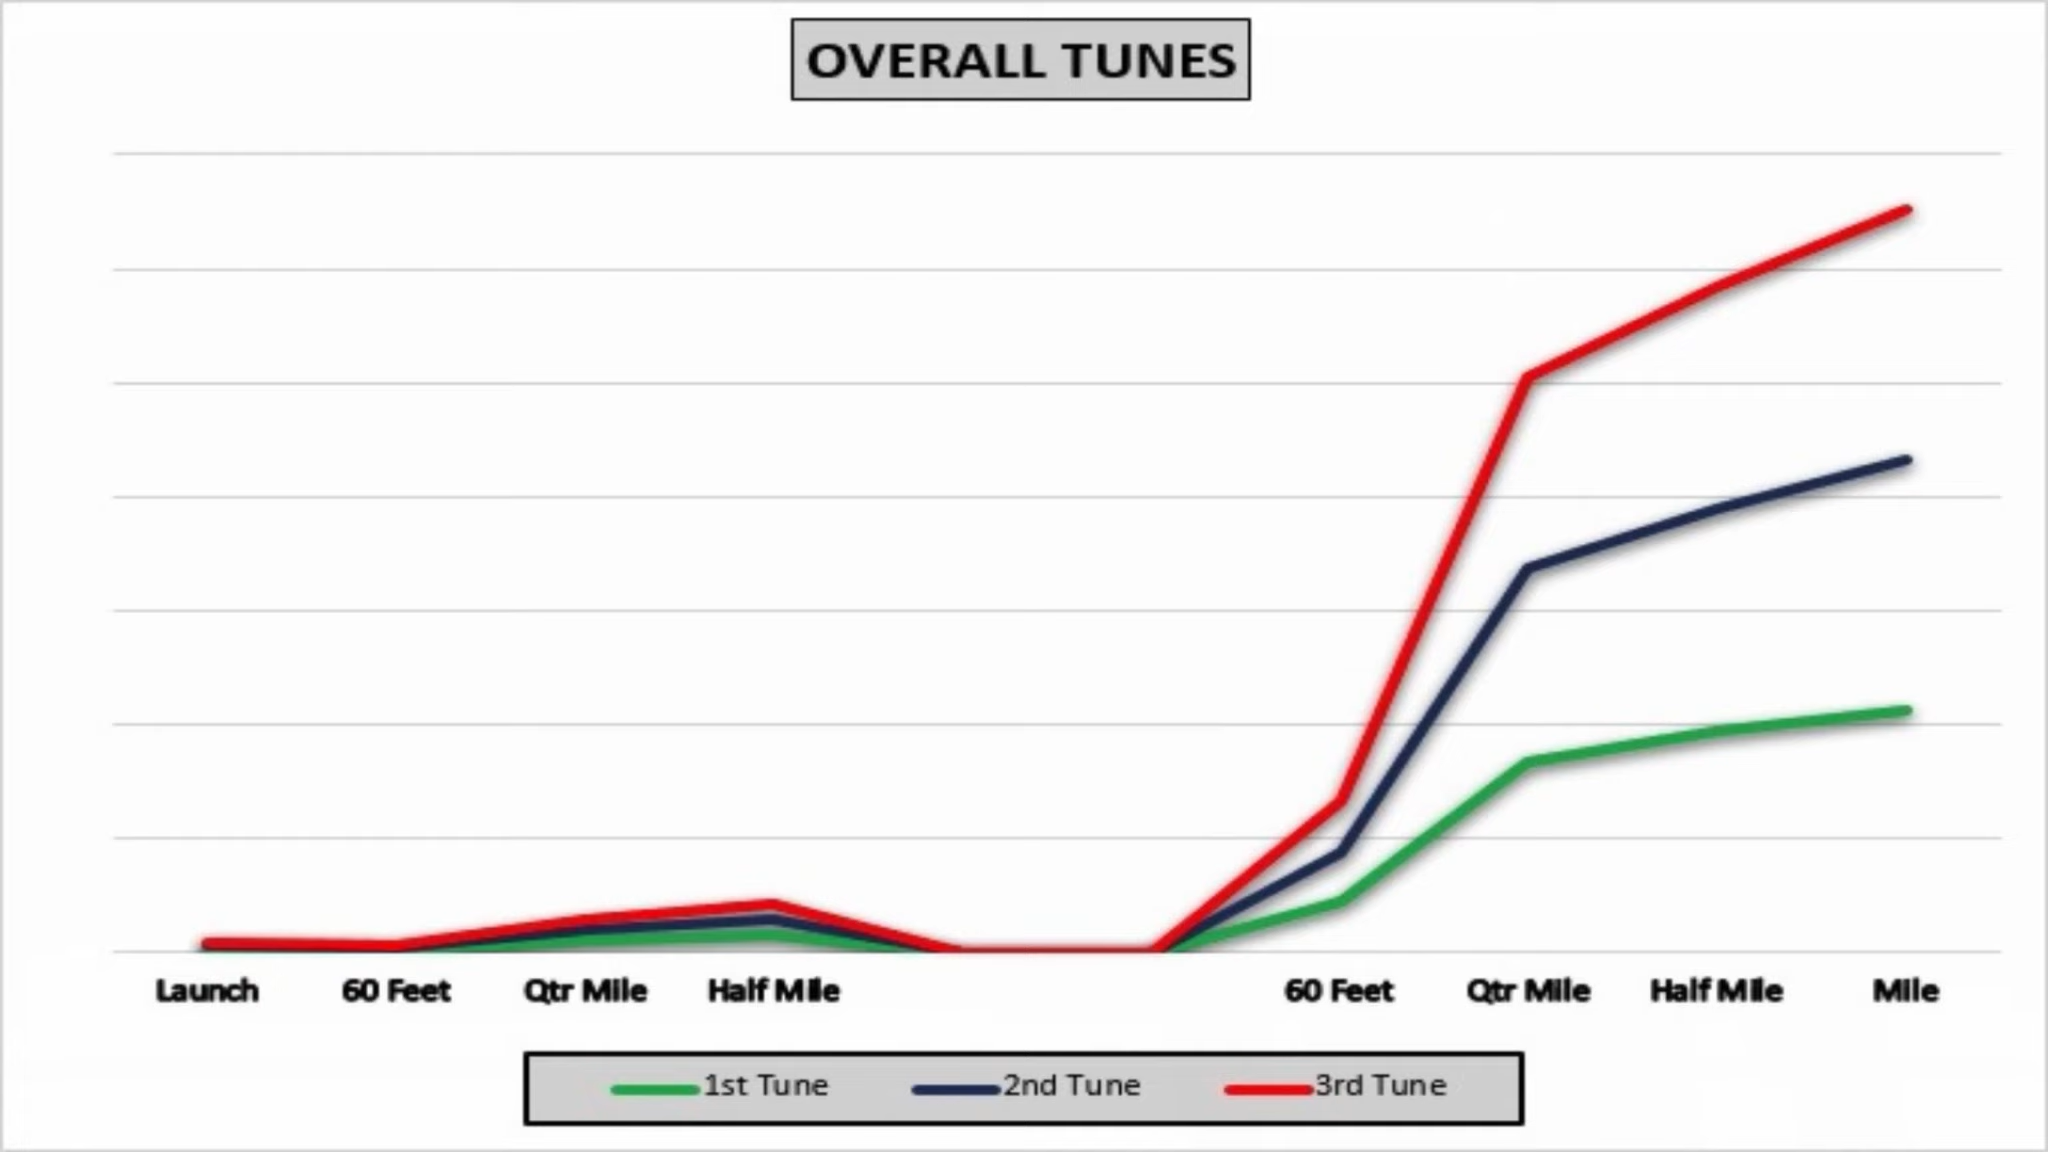 OVERALL TUNES
Launch 60 Feet Qtr Mile Half Mile 60 Feet Qtr Mile Half Mile Mile
1st Tune 2nd Tune 3rd Tune